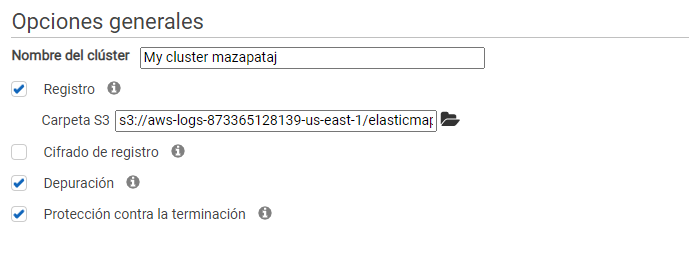 Opciones generales
Nombre del clúster My cluster mazapataj
Registro
Carpeta S3 s3://aws-logs-873365128139-us-east-1/elasticmap
Cifrado de registro
Depuración
Protección contra la terminación